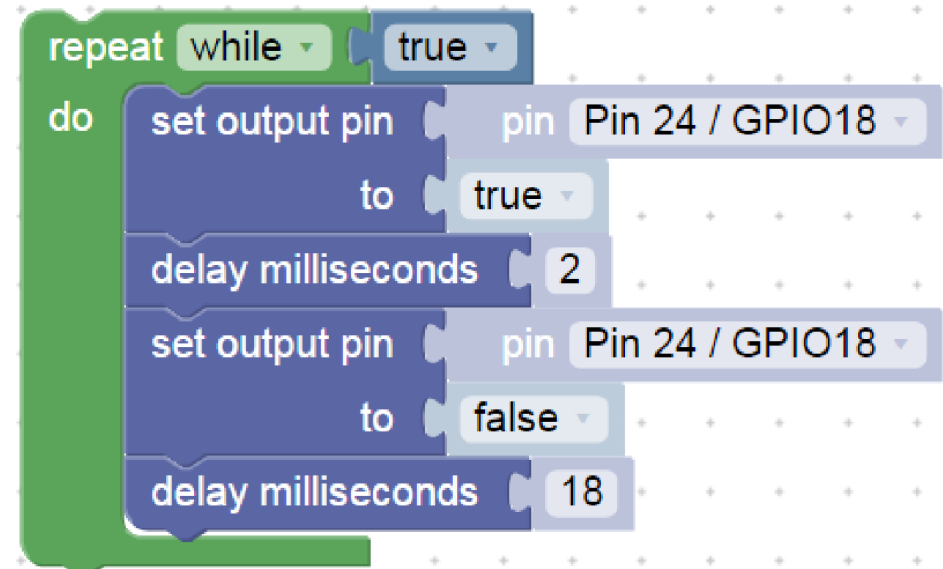 repeat while true
do set output pin pin Pin 24 / GPIO18
to true
delay milliseconds 2
set output pin pin Pin 24 / GPIO18
to false
delay milliseconds 18